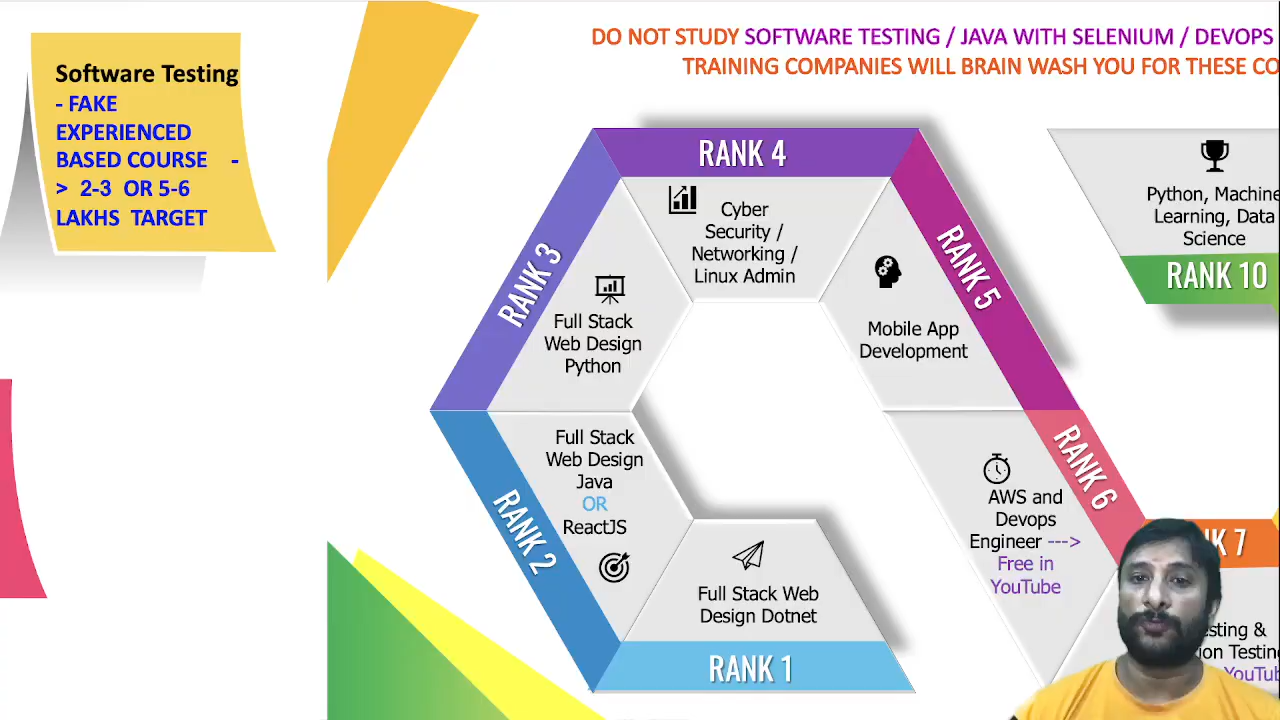 Software Testing
- FAKE
EXPERIENCED
BASED COURSE -
> 2-3 OR 5-6
LAKHS TARGET
DO NOT STUDY SOFTWARE TESTING / JAVA WITH SELENIUM / DEVOPS
TRAINING COMPANIES WILL BRAIN WASH YOU FOR THESE
RANK 4
Cyber
Security /
Networking /
Linux Admin
RANK 3
Full Stack
Web Design
Python
RANK 5
Mobile App
Development
Python, Machine
Learning, Data
Science
RANK 10
RANK 2
Full Stack
Web Design
Java
OR
ReactJS
RANK 6
AWS and
Devops
Engineer --->
Free in
YouTube
Full Stack Web
Design Dotnet
RANK 1
7